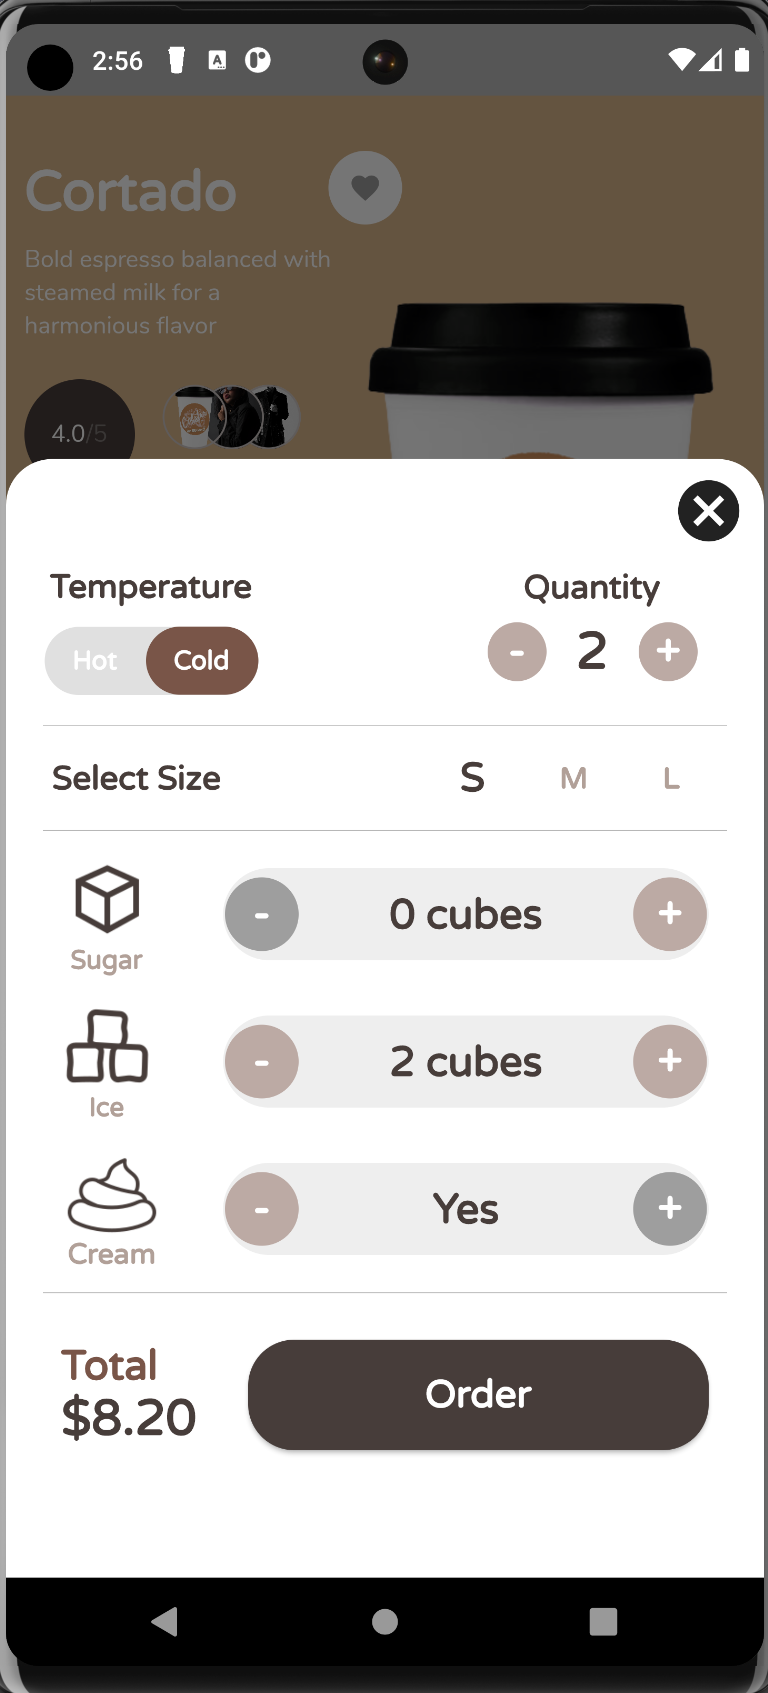 2:56
A
Cortado
Bold espresso balanced with
steamed milk for a
harmonious flavor
4.0/5
Temperature
Quantity
Hot Cold
- 2 +
Select Size
S M L
- 0 cubes +
Sugar
- 2 cubes +
Ice
- Yes +
Cream
Total
$8.20
Order